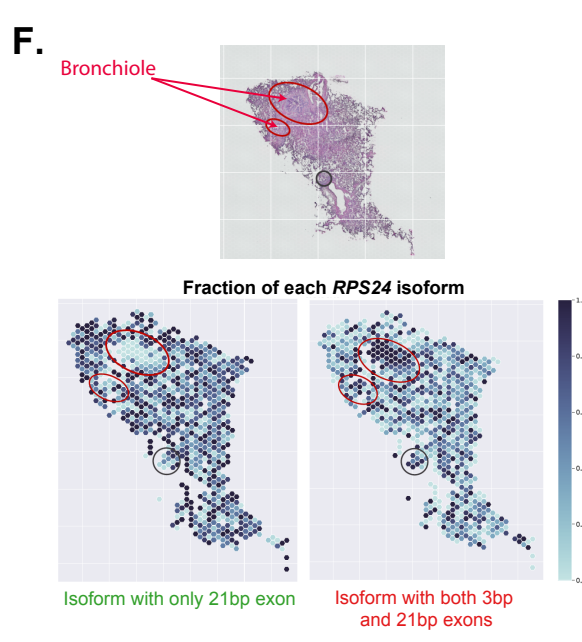 F.
Bronchiole
Fraction of each RPS24 isoform
Isoform with only 21bp exon
Isoform with both 3bp
and 21bp exons